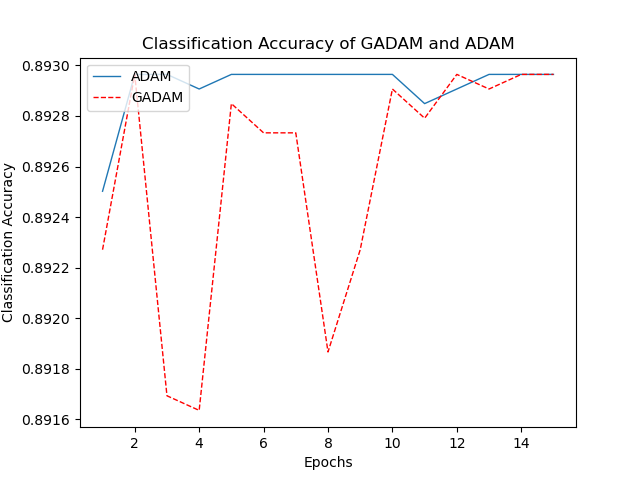 Classification Accuracy of GADAM and ADAM
ADAM
GADAM
Classification Accuracy
0.8930
0.8928
0.8926
0.8924
0.8922
0.8920
0.8918
0.8916
2 4 6 8 10 12 14
Epochs